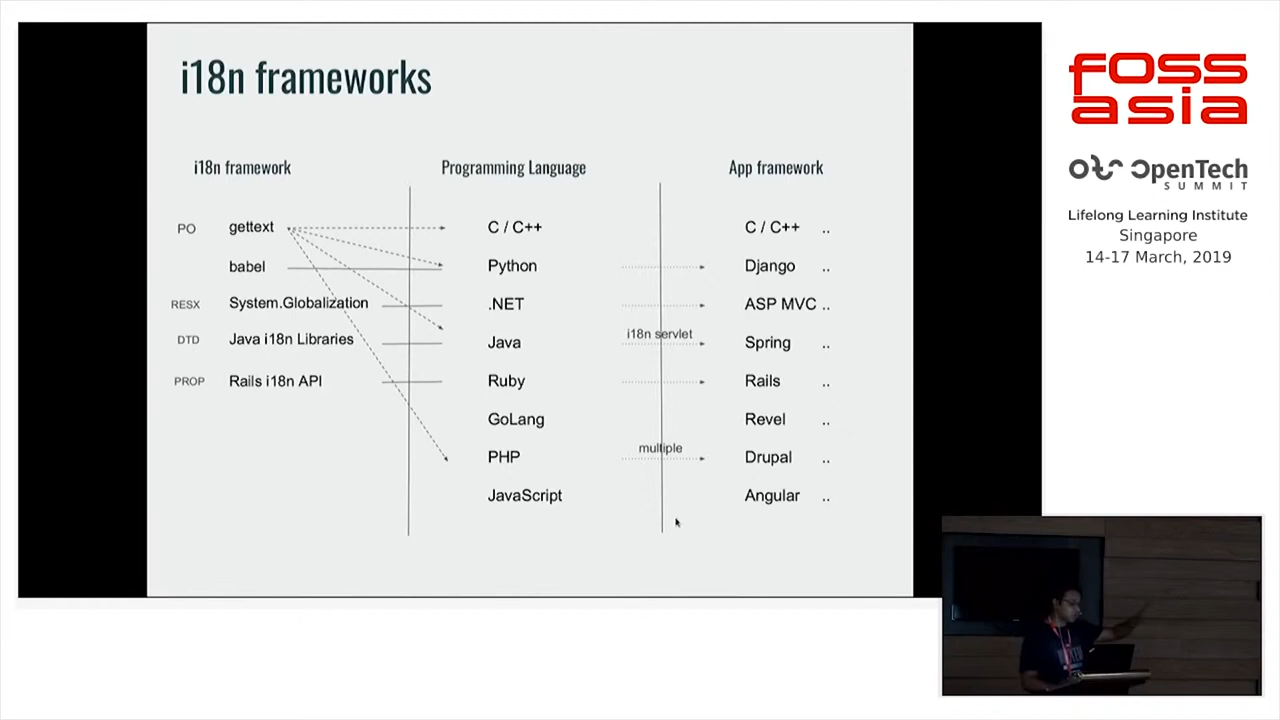 i18n frameworks
i18n framework Programming Language App framework
PO gettext C / C++ C / C++ ..
babel Python Django ..
RESX System.Globalization .NET ASP MVC ..
i18n servlet
DTD Java i18n Libraries Java Spring ..
PROP Rails i18n API Ruby Rails ..
GoLang Revel ..
multiple
PHP Drupal ..
JavaScript Angular ..
fOSS
asia
OpenTech
SUMMIT
Lifelong Learning Institute
Singapore
14-17 March, 2019